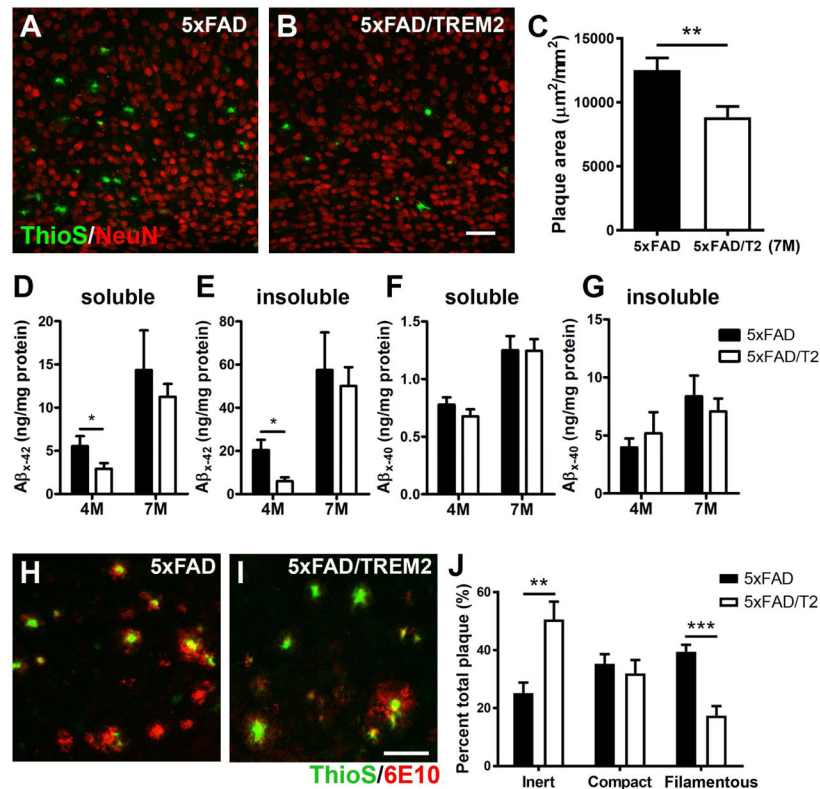 A 5xFAD
B 5xFAD/TREM2
ThioS/NeuN
C
Plaque area (μm²/mm²)
15000
10000
5000
0
**
5xFAD 5xFAD/T2 (7M)
D soluble
Aβx-42 (ng/mg protein)
20
15
10
5
0
*
4M 7M
E insoluble
Aβx-42 (ng/mg protein)
80
60
40
20
0
*
4M 7M
F soluble
Aβx-40 (ng/mg protein)
1.5
1.0
0.5
0.0
4M 7M
G insoluble
Aβx-40 (ng/mg protein)
15
10
5
0
4M 7M
5xFAD
5xFAD/T2
H 5xFAD
I 5xFAD/TREM2
ThioS/6E10
J
Percent total plaque (%)
60
40
20
0
**
***
Inert Compact Filamentous
5xFAD
5xFAD/T2